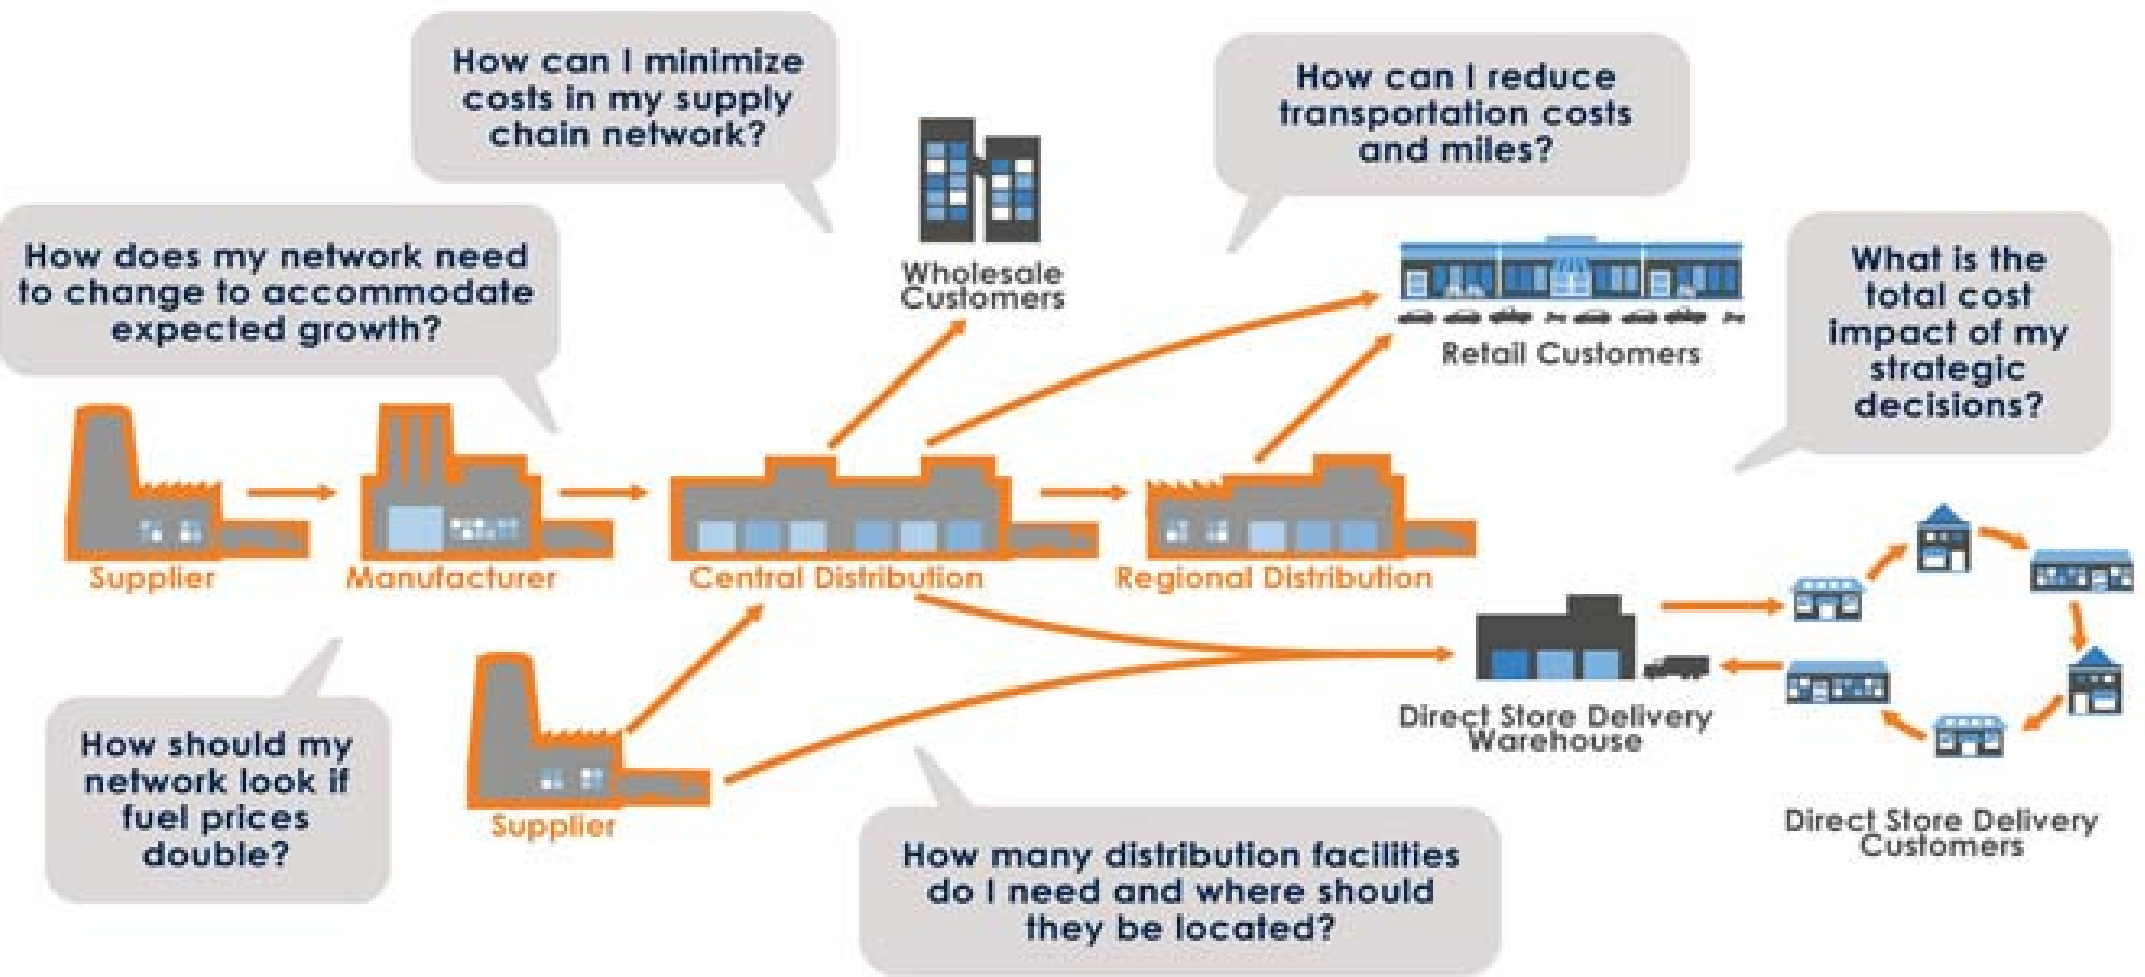 How can I minimize
costs in my supply
chain network?
How can I reduce
transportation costs
and miles?
How does my network need
to change to accommodate
expected growth?
Wholesale
Customers
What is the
total cost
impact of my
strategic
decisions?
Retail Customers
Supplier
Manufacturer
Central Distribution
Regional Distribution
How should my
network look if
fuel prices
double?
Supplier
Direct Store Delivery
Warehouse
Direct Store Delivery
Customers
How many distribution facilities
do I need and where should
they be located?